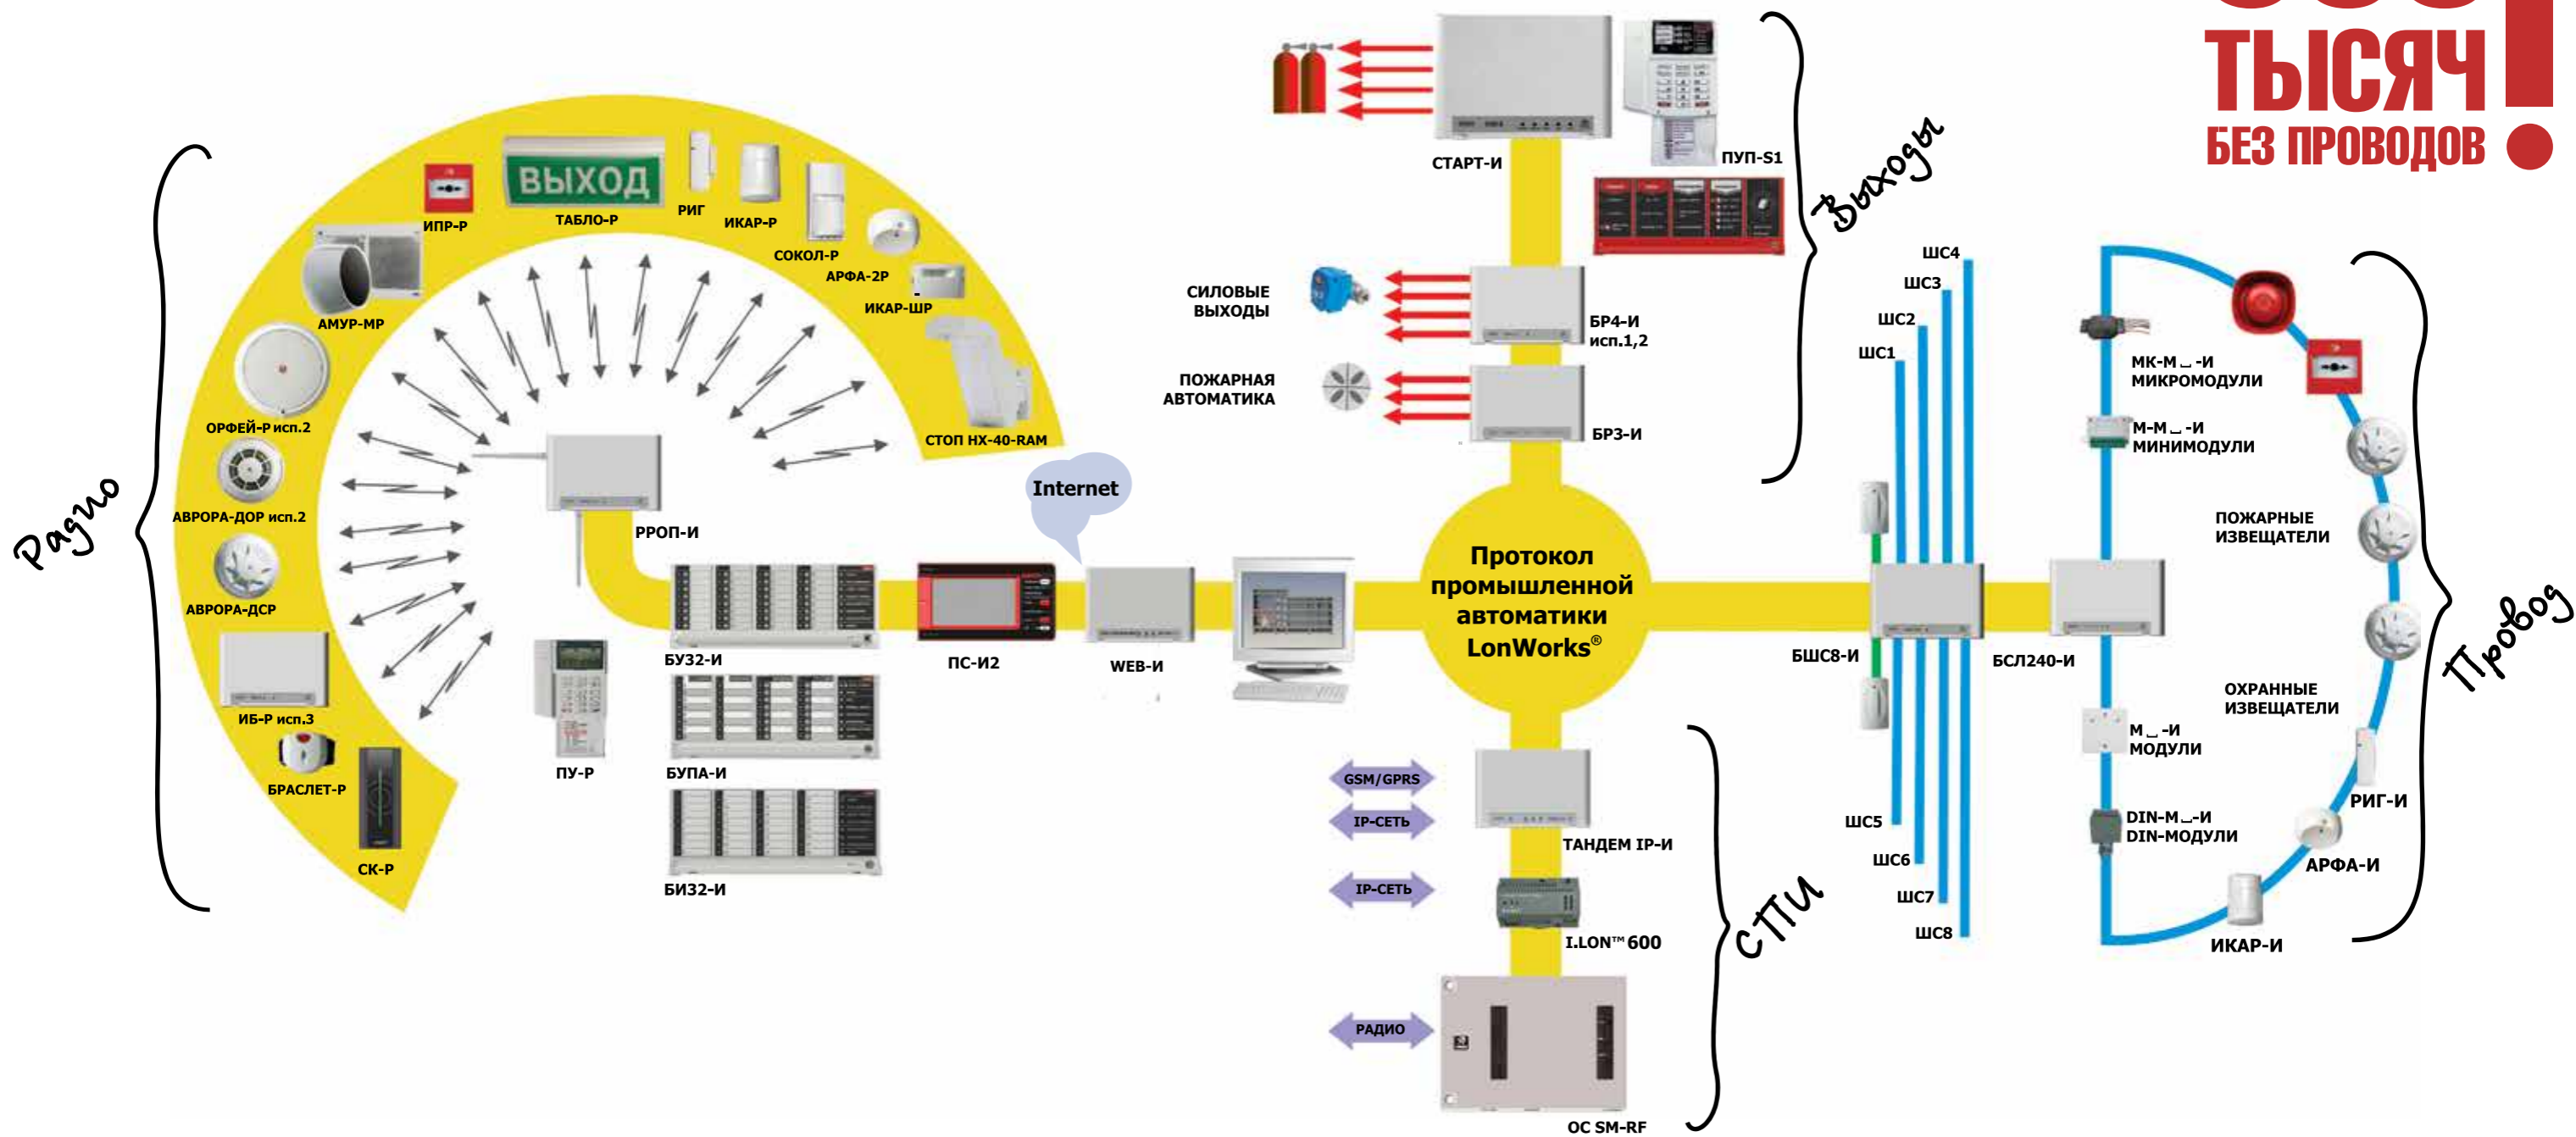 ТЫСЯЧ
БЕЗ ПРОВОДОВ
!
Радио
ИПР-Р
ВЫХОД
ТАБЛО-Р
РИГ
ИКАР-Р
СОКОЛ-Р
АРФА-2Р
ИКАР-ШР
СТОП НХ-40-RAM
АМУР-МР
ОРФЕЙ-Р исп.2
АВРОРА-ДОР исп.2
АВРОРА-ДСР
ИБ-Р исп.3
БРАСЛЕТ-Р
СК-Р
РРОП-И
ПУ-Р
БУ32-И
БУПА-И
БИ32-И
ПС-И2
Internet
WEB-И
Протокол
промышленной
автоматики
LonWorks®
СТАРТ-И
ПУП-S1
СИЛОВЫЕ
ВЫХОДЫ
БР4-И
исп.1,2
ПОЖАРНАЯ
АВТОМАТИКА
БР3-И
Выходы
GSM/GPRS
IP-СЕТЬ
ТАНДЕМ IP-И
IP-СЕТЬ
I.LON™ 600
РАДИО
ОС SM-RF
СПИ
ШС4
ШС3
ШС2
ШС1
БШС8-И
ШС5
ШС6
ШС7
ШС8
БСЛ240-И
МК-М⎵-И
МИКРОМОДУЛИ
М-М⎵-И
МИНИМОДУЛИ
ПОЖАРНЫЕ
ИЗВЕЩАТЕЛИ
ОХРАННЫЕ
ИЗВЕЩАТЕЛИ
М⎵-И
МОДУЛИ
DIN-М⎵-И
DIN-МОДУЛИ
РИГ-И
АРФА-И
ИКАР-И
Провод